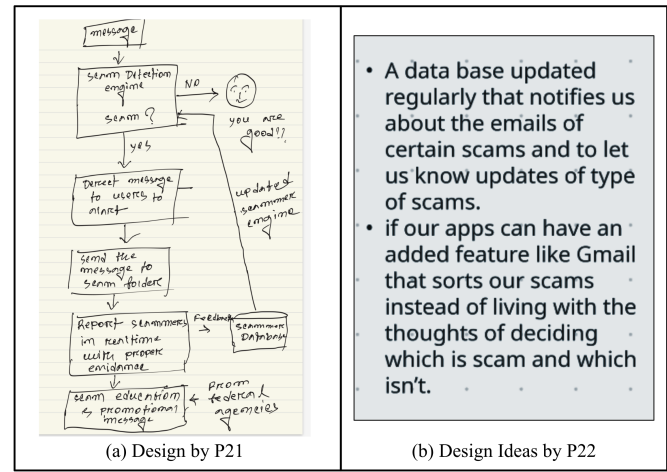 message
scam Detection
engine
scam?
NO
you are
good!!
yes
Direct message
to users to
alert
updated
scammer
engine
Send the
message to
scam folder
Report scammers
in realtime
with proper
evidance
Feedback
scammer
Database
scam education
& promotional
message
from
federal
agencies
(a) Design by P21
• A data base updated
regularly that notifies us
about the emails of
certain scams and to let
us know updates of type
of scams.
• if our apps can have an
added feature like Gmail
that sorts our scams
instead of living with the
thoughts of deciding
which is scam and which
isn't.
(b) Design Ideas by P22